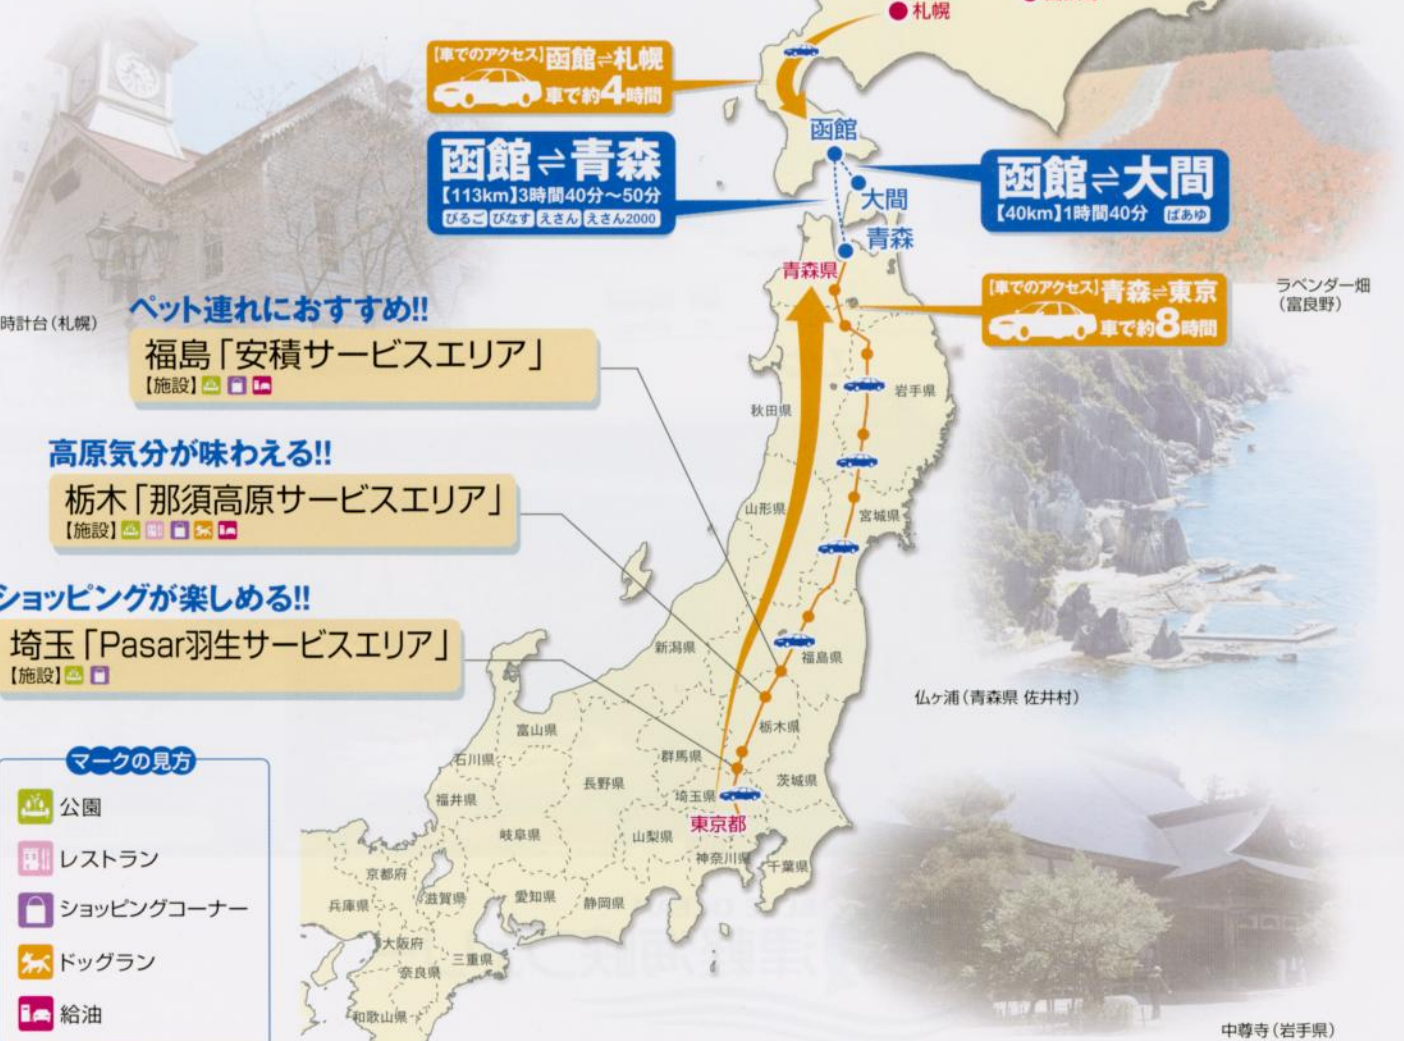 札幌
【車でのアクセス】函館⇌札幌
車で約4時間
函館
函館⇌青森
【113km】3時間40分～50分
びるご びなす えさん えさん2000
函館⇌大間
【40km】1時間40分 ばあゆ
大間
青森
青森県
【車でのアクセス】青森⇌東京
車で約8時間
ラベンダー畑
（富良野）
時計台（札幌）
ペット連れにおすすめ!!
福島「安積サービスエリア」
【施設】
岩手県
秋田県
高原気分が味わえる!!
栃木「那須高原サービスエリア」
【施設】
山形県
宮城県
ショッピングが楽しめる!!
埼玉「Pasar羽生サービスエリア」
【施設】
新潟県
福島県
仏ヶ浦（青森県 佐井村）
富山県
栃木県
石川県
群馬県
長野県
茨城県
福井県
埼玉県
東京都
岐阜県
山梨県
神奈川県
千葉県
京都府
滋賀県
愛知県
静岡県
兵庫県
大阪府
三重県
奈良県
和歌山県
マークの見方
公園
レストラン
ショッピングコーナー
ドッグラン
給油
中尊寺（岩手県）